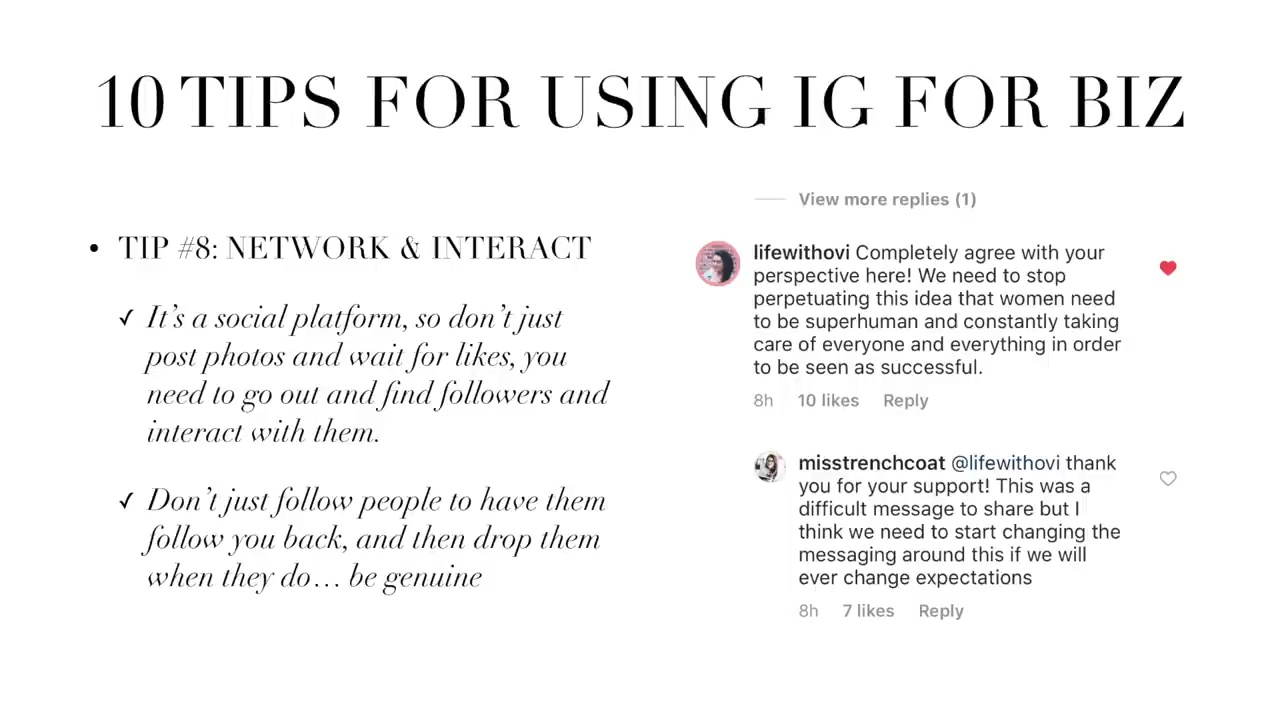 10 TIPS FOR USING IG FOR BIZ
• TIP #8: NETWORK & INTERACT
✓ It's a social platform, so don't just
post photos and wait for likes, you
need to go out and find followers and
interact with them.
✓ Don't just follow people to have them
follow you back, and then drop them
when they do… be genuine
View more replies (1)
lifewithovi Completely agree with your
perspective here! We need to stop
perpetuating this idea that women need
to be superhuman and constantly taking
care of everyone and everything in order
to be seen as successful.
8h 10 likes Reply
misstrenchcoat @lifewithovi thank
you for your support! This was a
difficult message to share but I
think we need to start changing the
messaging around this if we will
ever change expectations
8h 7 likes Reply